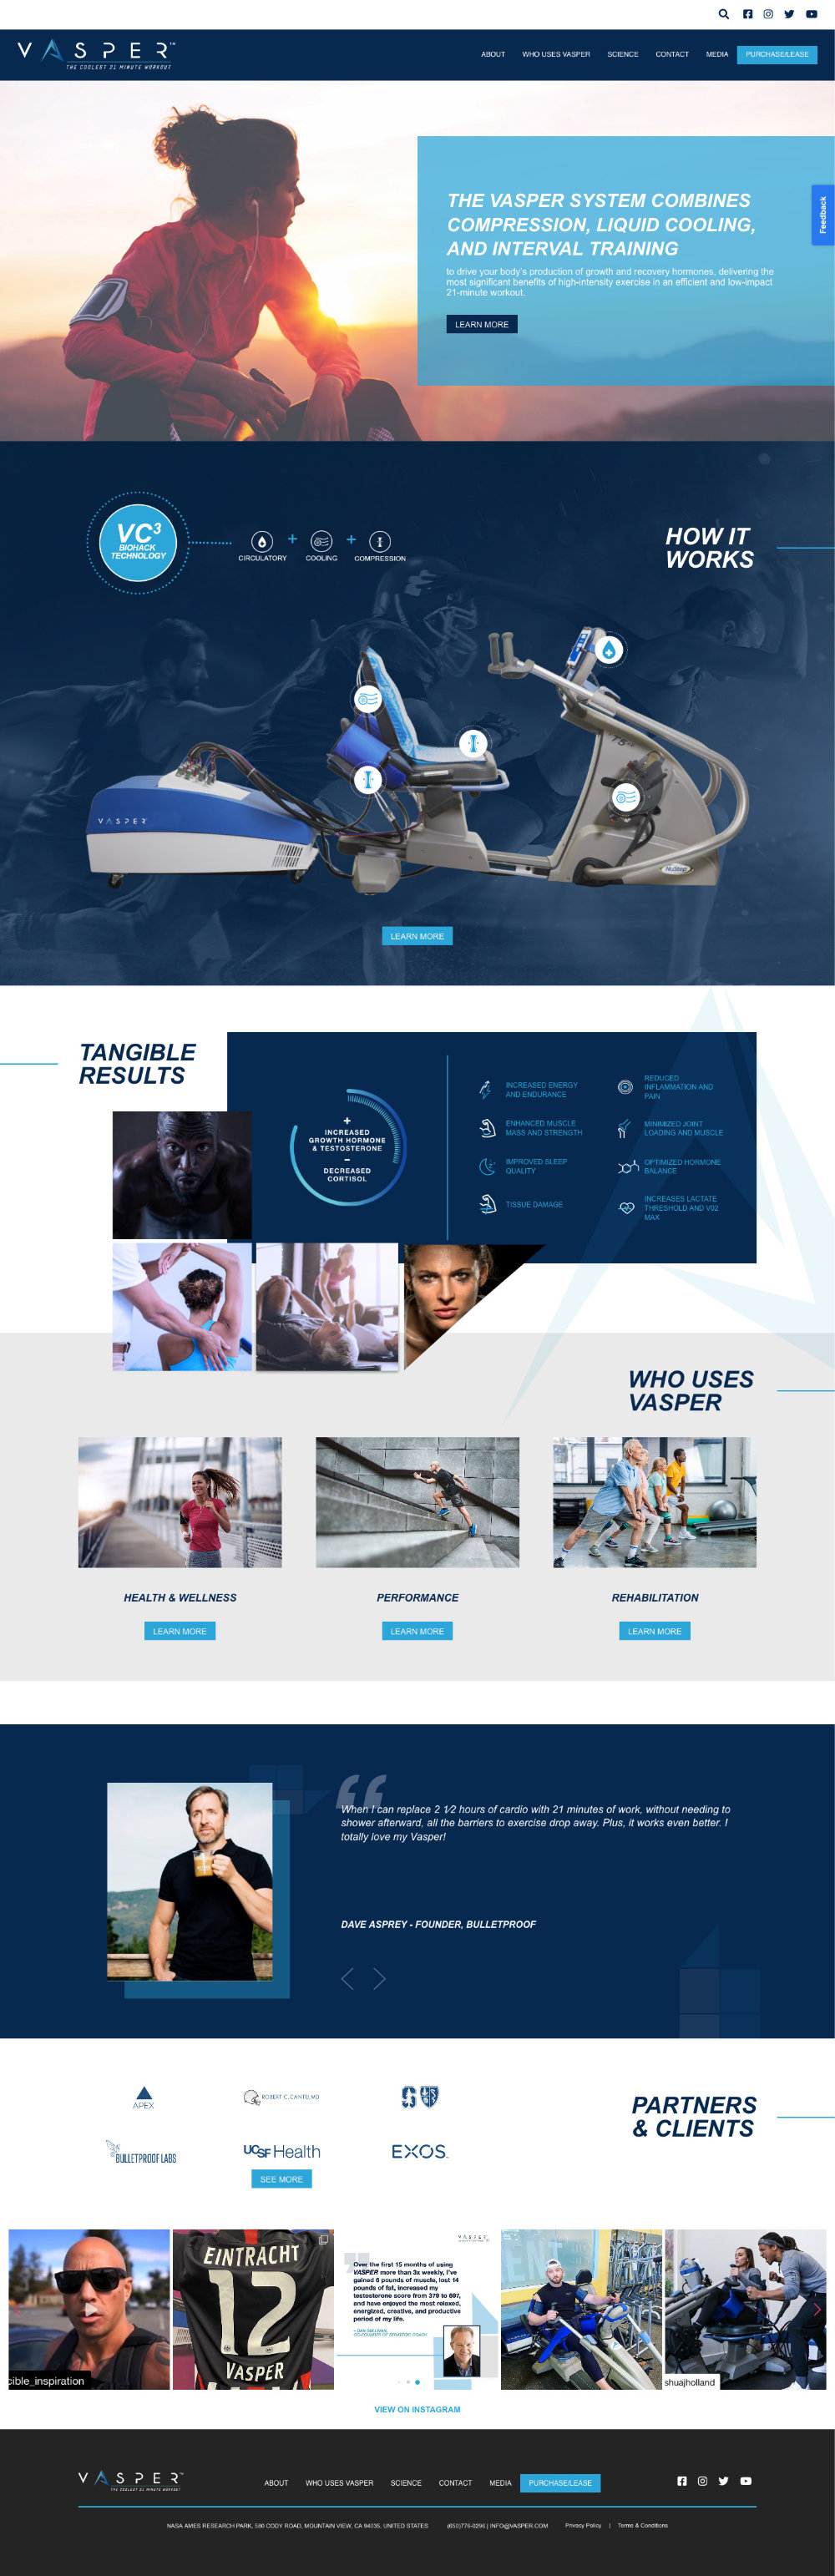 VASPER™
THE COOLEST 21 MINUTE WORKOUT
ABOUT WHO USES VASPER SCIENCE CONTACT MEDIA PURCHASE/LEASE
Feedback
THE VASPER SYSTEM COMBINES
COMPRESSION, LIQUID COOLING,
AND INTERVAL TRAINING
to drive your body's production of growth and recovery hormones, delivering the
most significant benefits of high-intensity exercise in an efficient and low-impact
21-minute workout.
LEARN MORE
VC³
BIOHACK
TECHNOLOGY
CIRCULATORY + COOLING + COMPRESSION
HOW IT
WORKS
VASPER
NuStep
LEARN MORE
TANGIBLE
RESULTS
+
INCREASED
GROWTH HORMONE
& TESTOSTERONE
–
DECREASED
CORTISOL
INCREASED ENERGY
AND ENDURANCE
ENHANCED MUSCLE
MASS AND STRENGTH
IMPROVED SLEEP
QUALITY
TISSUE DAMAGE
REDUCED
INFLAMMATION AND
PAIN
MINIMIZED JOINT
LOADING AND MUSCLE
OPTIMIZED HORMONE
BALANCE
INCREASES LACTATE
THRESHOLD AND V02
MAX
WHO USES
VASPER
HEALTH & WELLNESS
LEARN MORE
PERFORMANCE
LEARN MORE
REHABILITATION
LEARN MORE
“
When I can replace 2 1/2 hours of cardio with 21 minutes of work, without needing to
shower afterward, all the barriers to exercise drop away. Plus, it works even better. I
totally love my Vasper!
DAVE ASPREY - FOUNDER, BULLETPROOF
PARTNERS
& CLIENTS
APEX
ROBERT C. CANTU, MD
S
BULLETPROOF LABS
UCSF Health
EXOS
SEE MORE
cible_inspiration
EINTRACHT
12
VASPER
VASPER
Over the first 15 months of using
VASPER more than 3x weekly, I've
gained 6 pounds of muscle, lost 14
pounds of fat, increased my
testosterone score from 379 to 697,
and have enjoyed the most relaxed,
energized, creative, and productive
period of my life.
shuajholland
VIEW ON INSTAGRAM
VASPER™
THE COOLEST 21 MINUTE WORKOUT
ABOUT WHO USES VASPER SCIENCE CONTACT MEDIA PURCHASE/LEASE
NASA AMES RESEARCH PARK, 580 CODY ROAD, MOUNTAIN VIEW, CA 94035, UNITED STATES (650)776-0296 | INFO@VASPER.COM Privacy Policy | Terms & Conditions